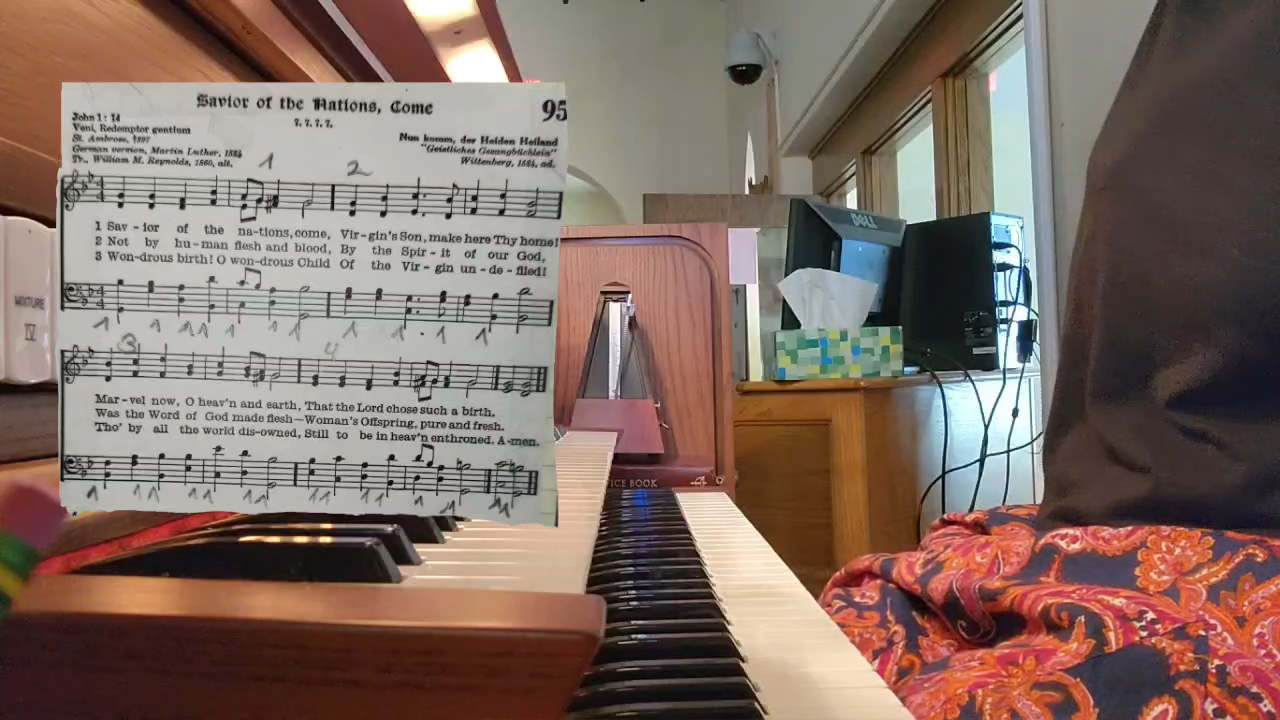 Savior of the Nations, Come
95
7. 7. 7. 7.
John 1: 14
Veni, Redemptor gentium
St. Ambrose, †397
German version, Martin Luther, 1524
Tr., William M. Reynolds, 1860, alt.
Nun komm, der Heiden Heiland
"Geistliches Gesangbüchlein"
Wittenberg, 1524, ad.
1 2
1 Sav - ior of the na-tions, come, Vir-gin's Son, make here Thy home!
2 Not by hu-man flesh and blood, By the Spir - it of our God,
3 Won-drous birth! O won-drous Child Of the Vir - gin un - de - filed!
3 4
Mar-vel now, O heav'n and earth, That the Lord chose such a birth.
Was the Word of God made flesh—Woman's Offspring, pure and fresh.
Tho' by all the world dis-owned, Still to be in heav'n enthroned. A-men.
MIXTURE
IV
DELL
VICE BOOK